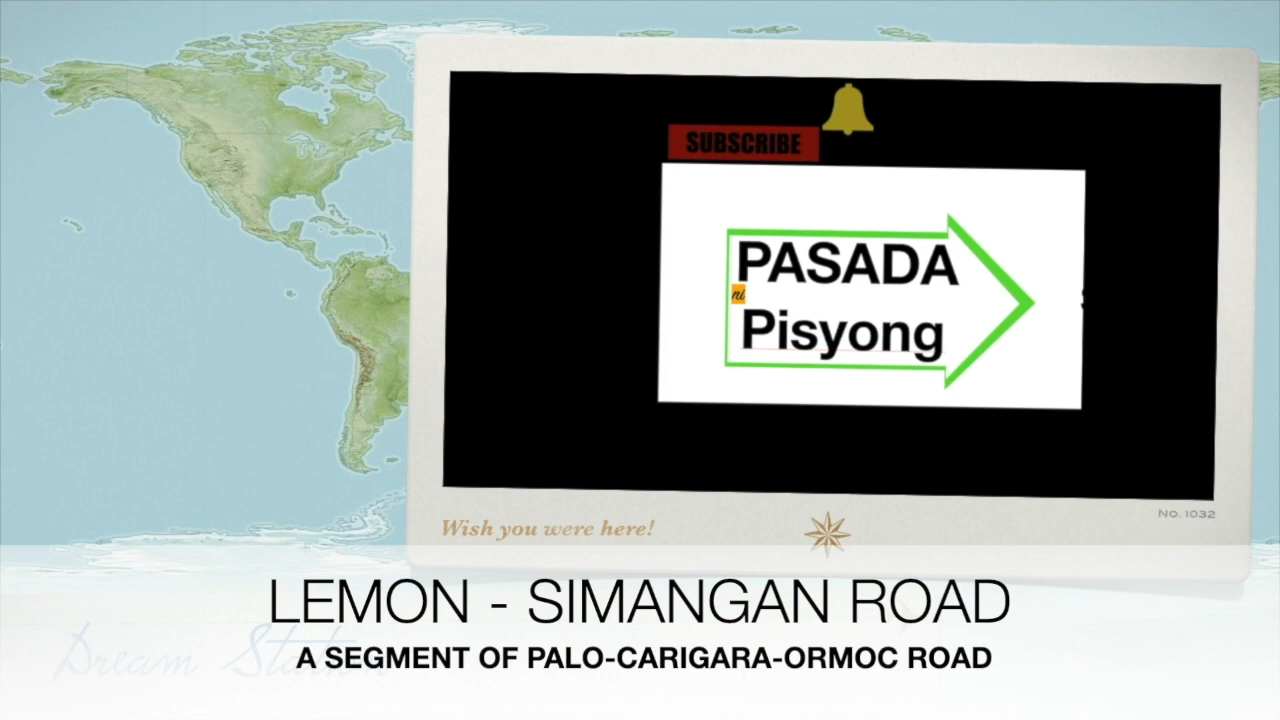 SUBSCRIBE
PASADA
ni
Pisyong
Wish you were here!
No. 1032
LEMON - SIMANGAN ROAD
A SEGMENT OF PALO-CARIGARA-ORMOC ROAD
Dream